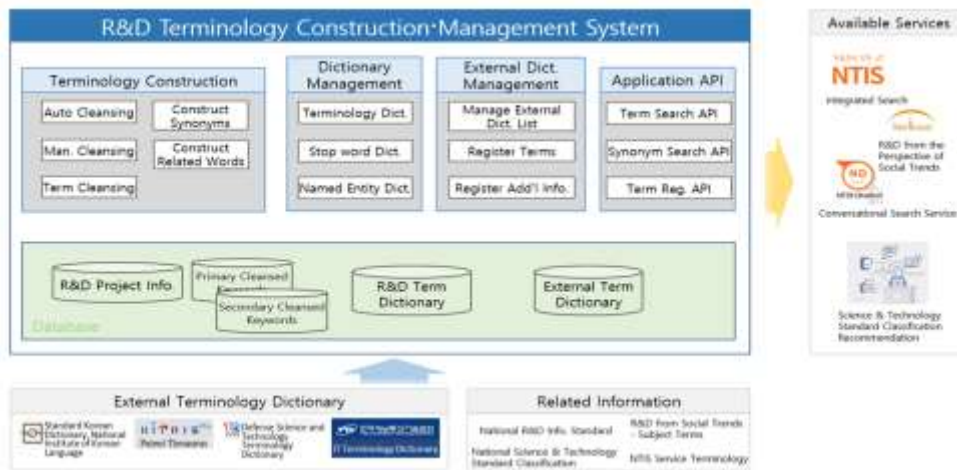 R&D Terminology Construction·Management System
Terminology Construction
Auto Cleansing
Man. Cleansing
Term Cleansing
Construct
Synonyms
Construct
Related Words
Dictionary
Management
Terminology Dict.
Stop word Dict.
Named Entity Dict.
External Dict.
Management
Manage External
Dict. List
Register Terms
Register Add'l Info.
Application API
Term Search API
Synonym Search API
Term Reg. API
R&D Project Info
Primary Cleansed
Keywords
Secondary Cleansed
Keywords
R&D Term
Dictionary
External Term
Dictionary
Database
Available Services
NTIS
Integrated Search
R&D from the
Perspective of
Social Trends
Conversational Search Service
Science & Technology
Standard Classification
Recommendation
External Terminology Dictionary
Standard Korean
Dictionary, National
Institute of Korean
Language
Patent Thesaurus
Defense Science and
Technology
Terminology
Dictionary
IT Terminology Dictionary
Related Information
National R&D Info. Standard
R&D from Social Trends
- Subject Terms
National Science & Technology
Standard Classification
NTIS Service Terminology